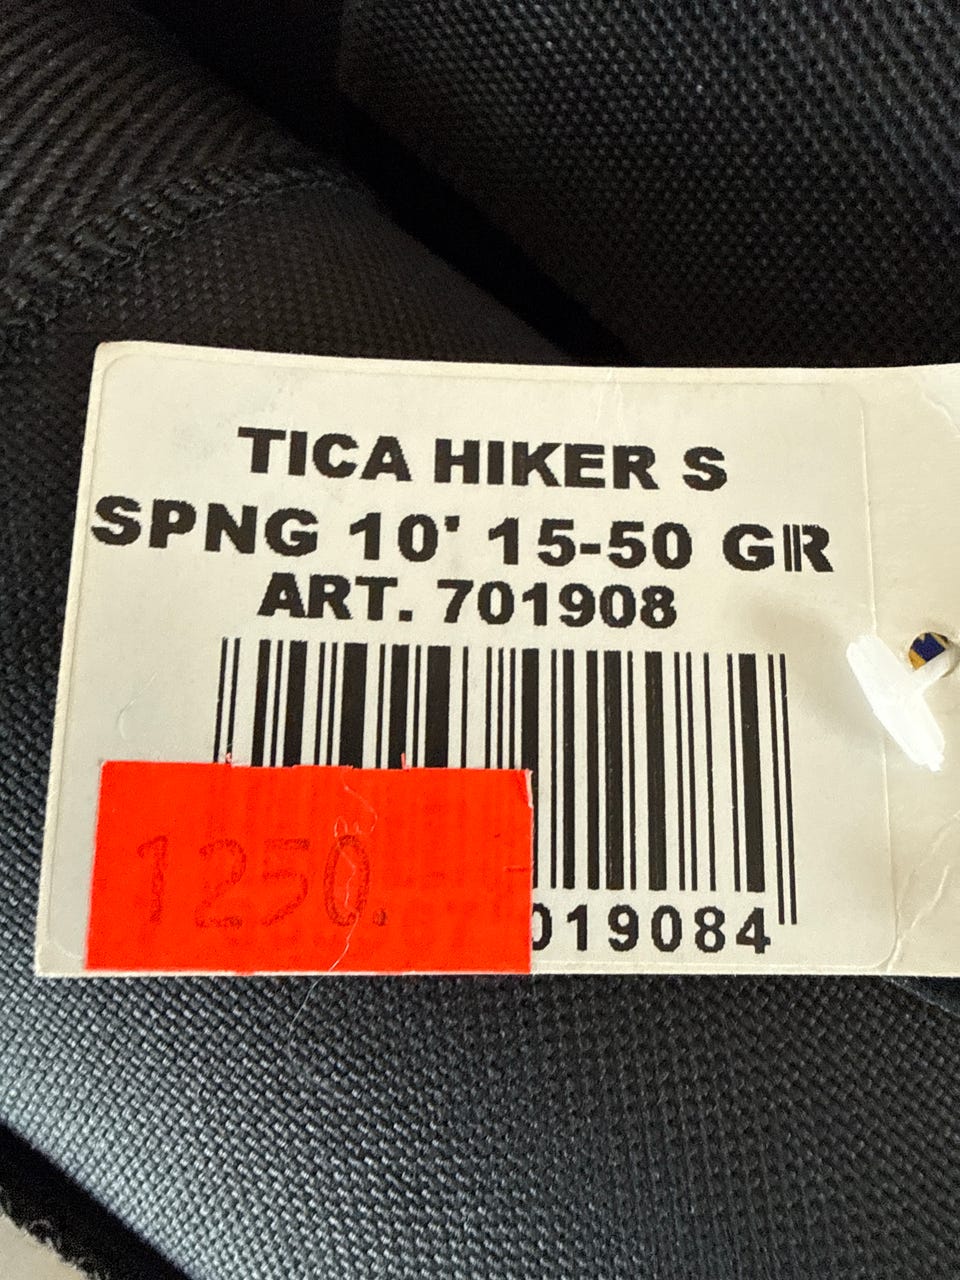 TICA HIKER S
SPNG 10' 15-50 GR
ART. 701908
1250.
019084